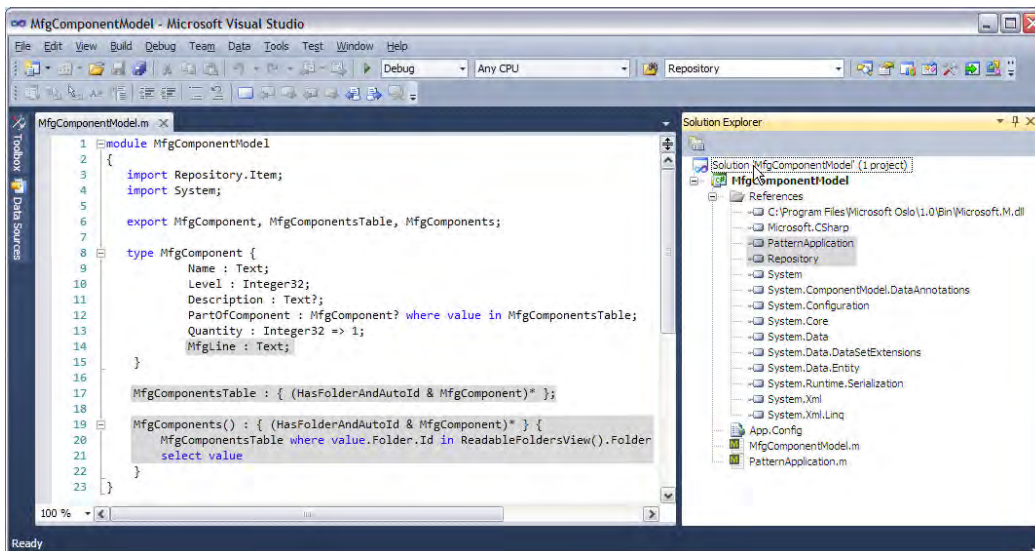 MfgComponentModel - Microsoft Visual Studio
File Edit View Build Debug Team Data Tools Test Window Help
Debug Any CPU Repository
MfgComponentModel.m
Toolbox
Data Sources
1 module MfgComponentModel
2 {
3 import Repository.Item;
4 import System;
5
6 export MfgComponent, MfgComponentsTable, MfgComponents;
7
8 type MfgComponent {
9 Name : Text;
10 Level : Integer32;
11 Description : Text?;
12 PartOfComponent : MfgComponent? where value in MfgComponentsTable;
13 Quantity : Integer32 => 1;
14 MfgLine : Text;
15 }
16
17 MfgComponentsTable : { (HasFolderAndAutoId & MfgComponent)* };
18
19 MfgComponents() : { (HasFolderAndAutoId & MfgComponent)* } {
20 MfgComponentsTable where value.Folder.Id in ReadableFoldersView().Folder
21 select value
22 }
23 }
100 %
Solution Explorer
Solution 'MfgComponentModel' (1 project)
MfgComponentModel
References
C:\Program Files\Microsoft Oslo\1.0\Bin\Microsoft.M.dll
Microsoft.CSharp
PatternApplication
Repository
System
System.ComponentModel.DataAnnotations
System.Configuration
System.Core
System.Data
System.Data.DataSetExtensions
System.Data.Entity
System.Runtime.Serialization
System.Xml
System.Xml.Linq
App.Config
MfgComponentModel.m
PatternApplication.m
Ready